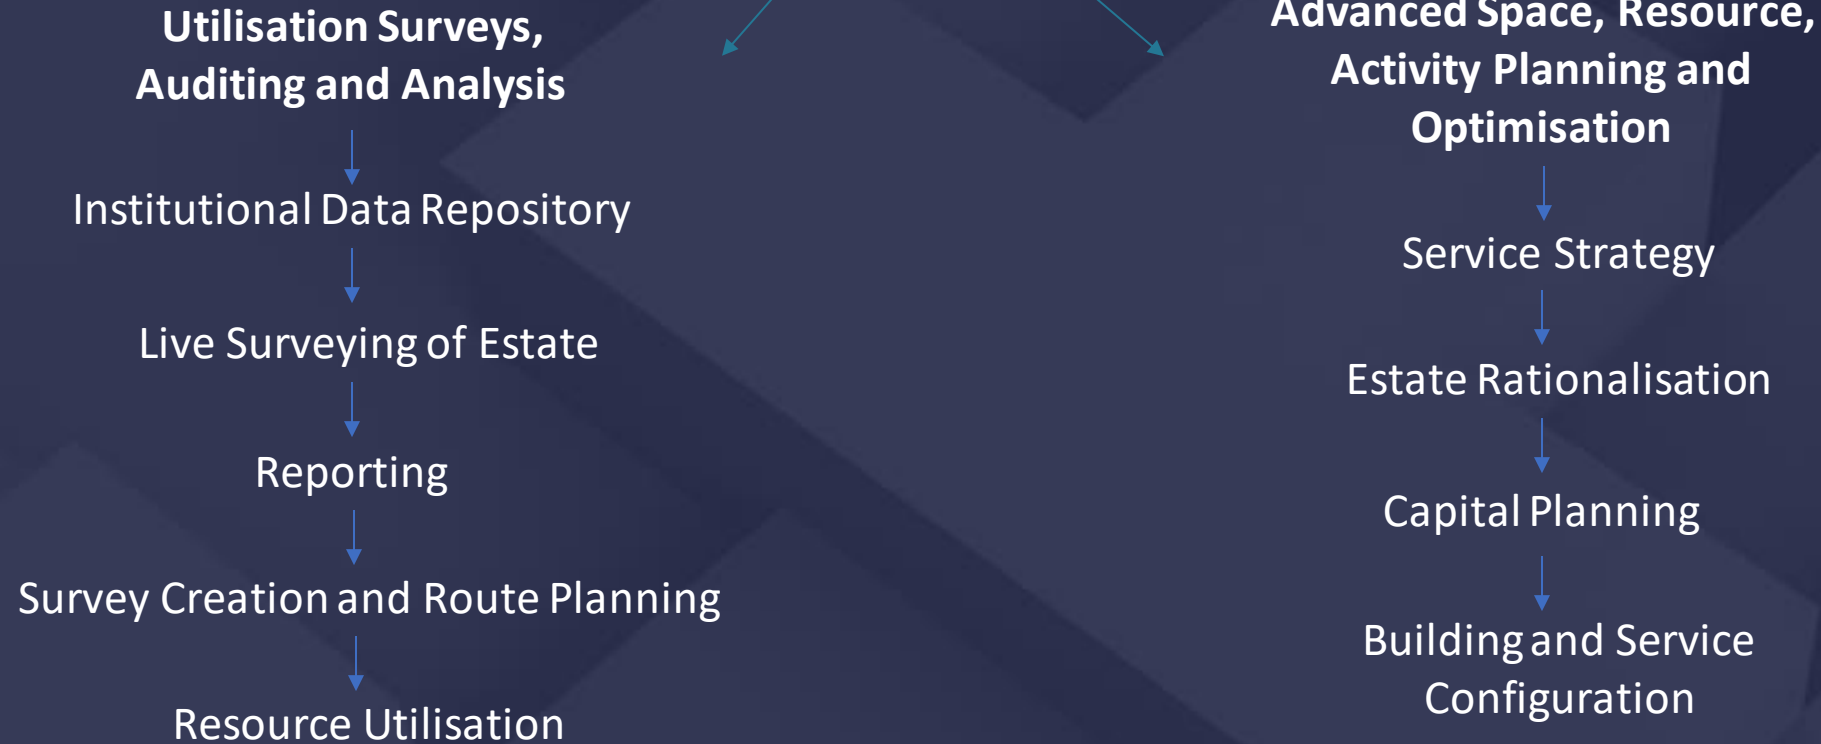 Utilisation Surveys,
Auditing and Analysis
Institutional Data Repository
Live Surveying of Estate
Reporting
Survey Creation and Route Planning
Resource Utilisation
Advanced Space, Resource,
Activity Planning and
Optimisation
Service Strategy
Estate Rationalisation
Capital Planning
Building and Service
Configuration